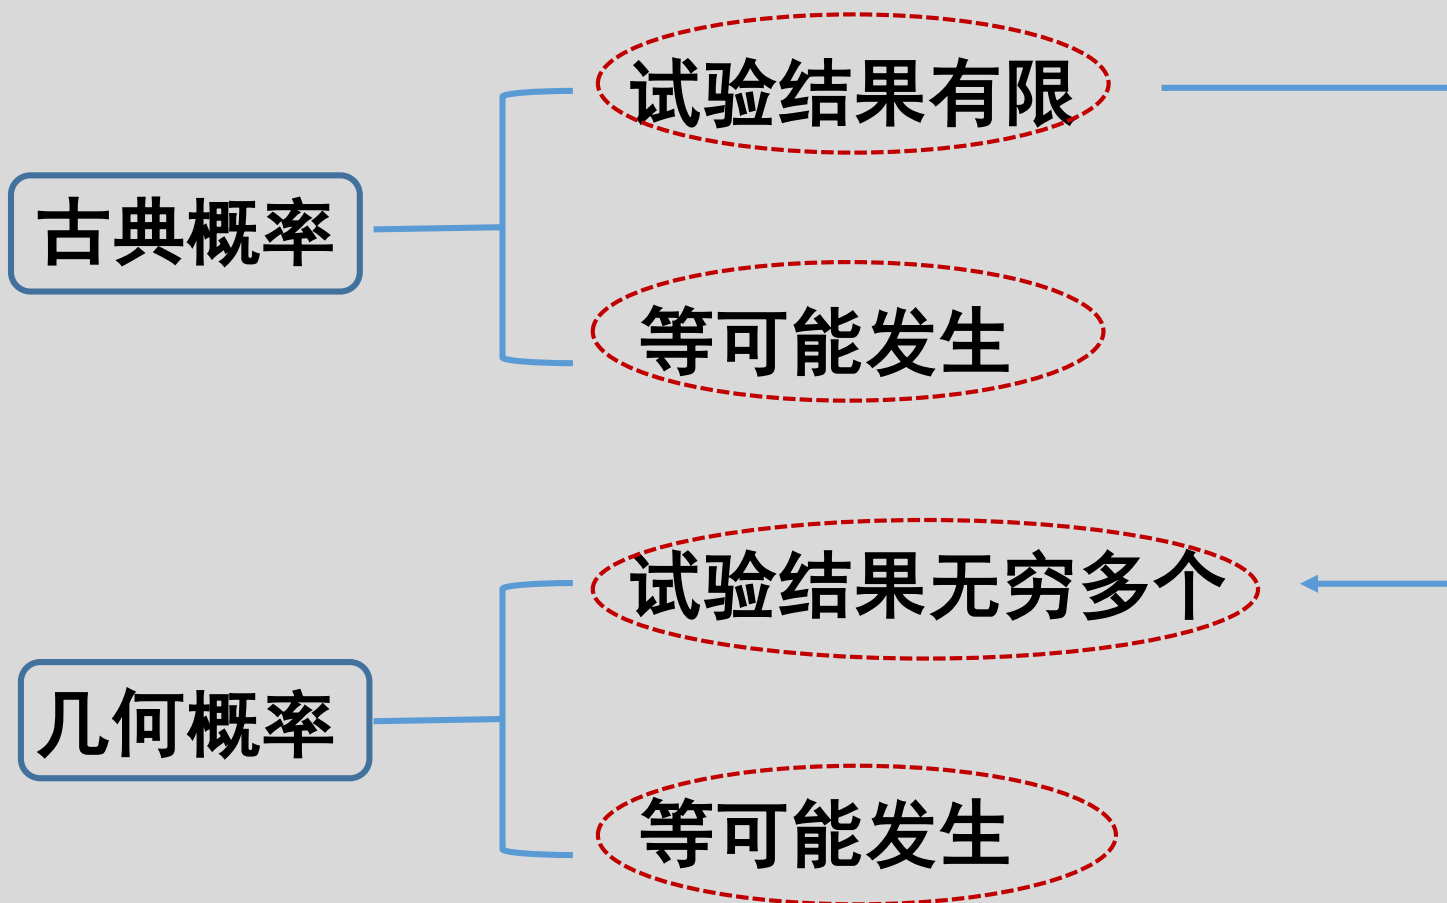 试验结果有限
古典概率
等可能发生
试验结果无穷多个
几何概率
等可能发生